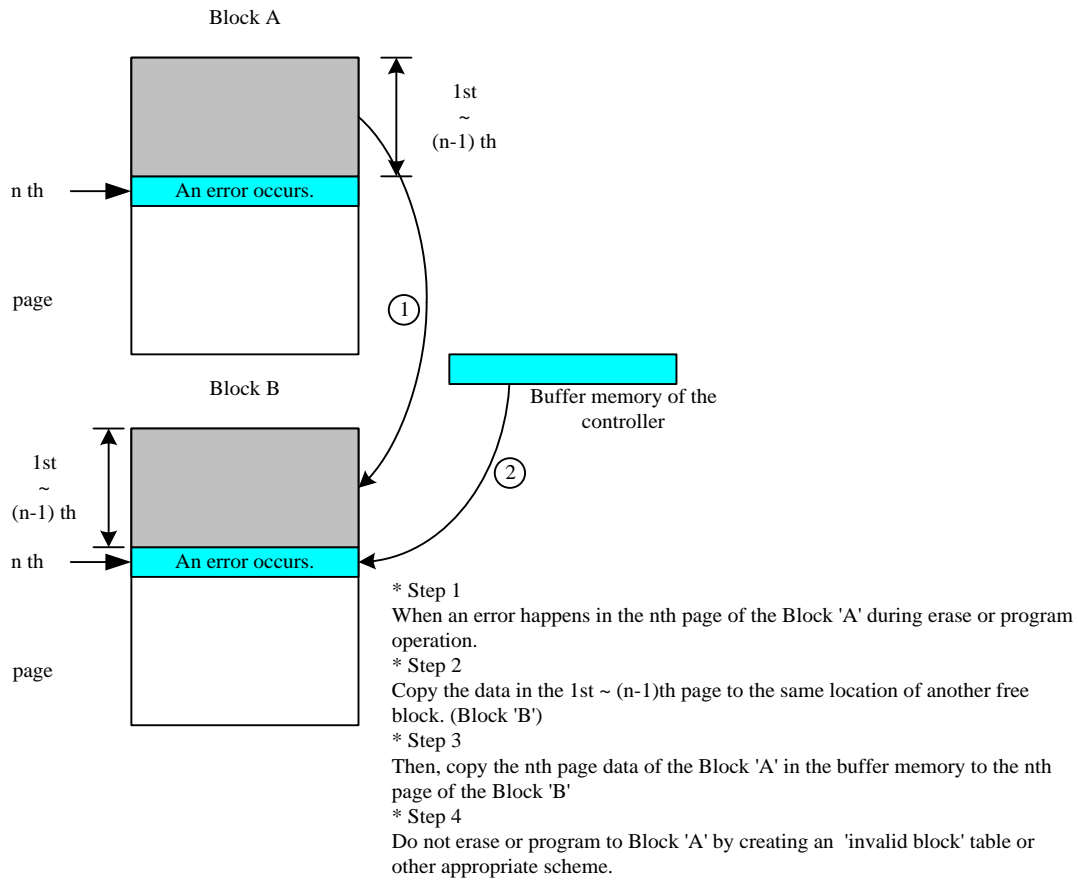 Block A
1st
~
(n-1) th
n th
An error occurs.
page
1
Buffer memory of the
controller
Block B
1st
~
(n-1) th
2
n th
An error occurs.
page
* Step 1
When an error happens in the nth page of the Block 'A' during erase or program
operation.
* Step 2
Copy the data in the 1st ~ (n-1)th page to the same location of another free
block. (Block 'B')
* Step 3
Then, copy the nth page data of the Block 'A' in the buffer memory to the nth
page of the Block 'B'
* Step 4
Do not erase or program to Block 'A' by creating an 'invalid block' table or
other appropriate scheme.